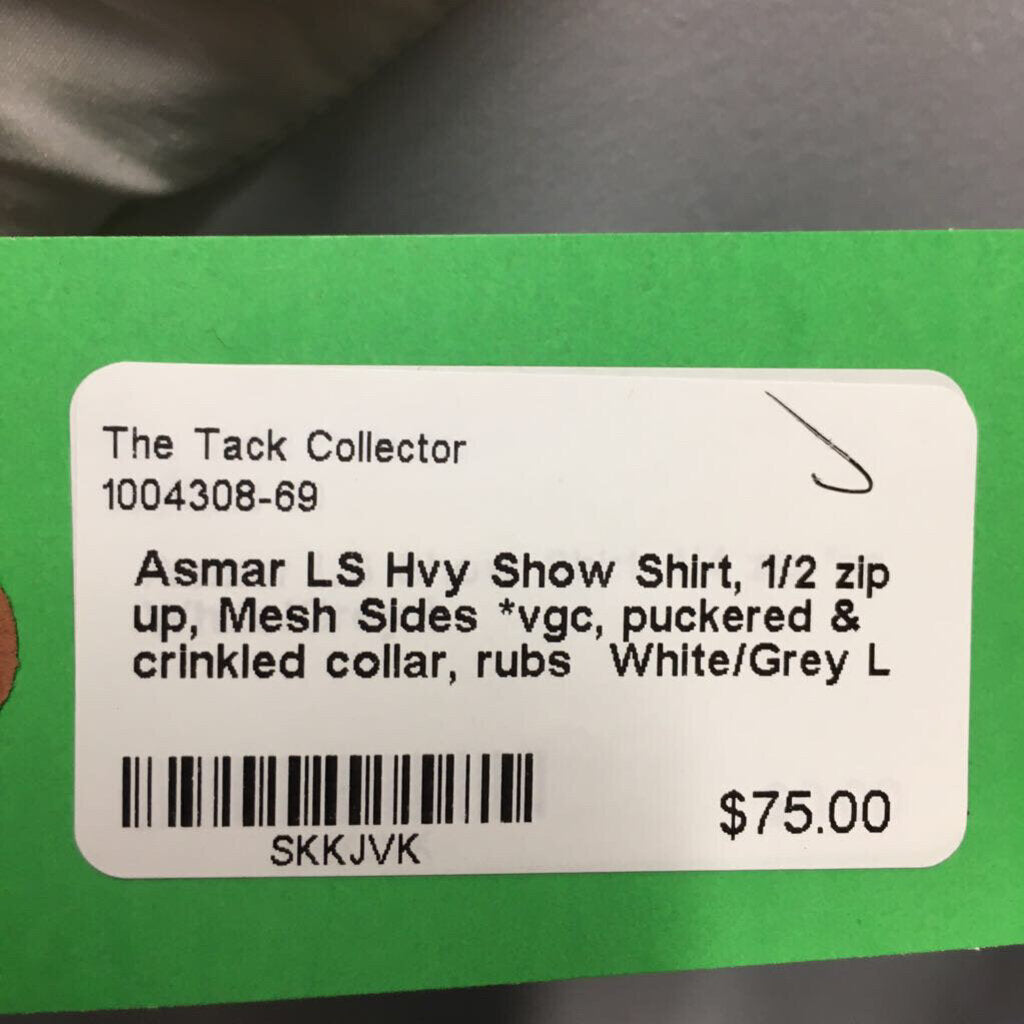 The Tack Collector
1004308-69
Asmar LS Hvy Show Shirt, 1/2 zip
up, Mesh Sides *vgc, puckered &
crinkled collar, rubs White/Grey L
SKKJVK
$75.00